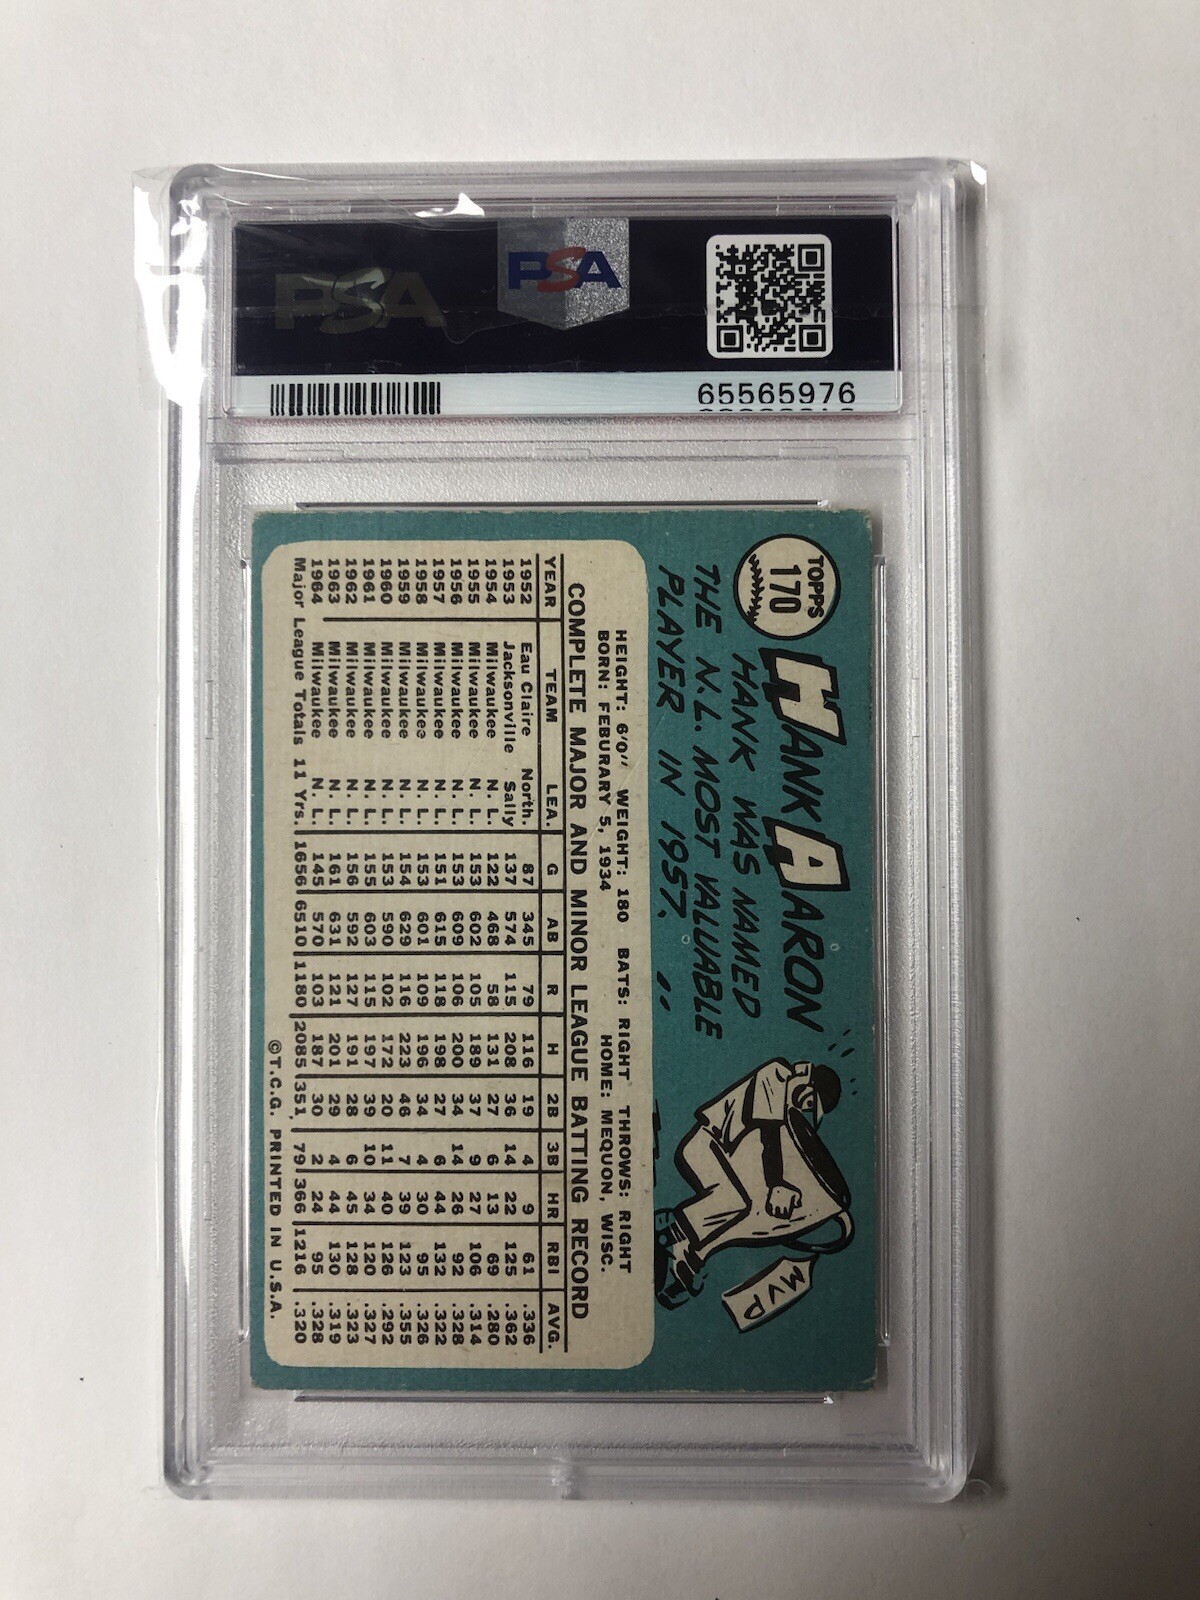 PSA
PSA
65565976
TOPPS
170
HANK AARON
HANK WAS NAMED
THE N.L. MOST VALUABLE
PLAYER IN 1957.
MVP
HEIGHT: 6'0" WEIGHT: 180 BATS: RIGHT THROWS: RIGHT
BORN: FEBURARY 5, 1934 HOME: MEQUON, WISC.
COMPLETE MAJOR AND MINOR LEAGUE BATTING RECORD
YEAR TEAM LEA. G AB R H 2B 3B HR RBI AVG.
1952 Eau Claire North. 87 345 79 116 19 4 9 61 .336
1953 Jacksonville Sally 137 574 115 208 36 14 22 125 .362
1954 Milwaukee N. L. 122 468 58 131 27 6 13 69 .280
1955 Milwaukee N. L. 153 602 105 189 37 9 27 106 .314
1956 Milwaukee N. L. 153 609 106 200 34 14 26 92 .328
1957 Milwaukee N. L. 151 615 118 198 27 6 44 132 .322
1958 Milwaukee N. L. 153 601 109 196 34 4 30 95 .326
1959 Milwaukee N. L. 154 629 116 223 46 7 39 123 .355
1960 Milwaukee N. L. 153 590 102 172 20 11 40 126 .292
1961 Milwaukee N. L. 155 603 115 197 39 10 34 120 .327
1962 Milwaukee N. L. 156 592 127 191 28 6 45 128 .323
1963 Milwaukee N. L. 161 631 121 201 29 4 44 130 .319
1964 Milwaukee N. L. 145 570 103 187 30 2 24 95 .328
Major League Totals 11 Yrs. 1656 6510 1180 2085 351 79 366 1216 .320
©T.C.G. PRINTED IN U.S.A.